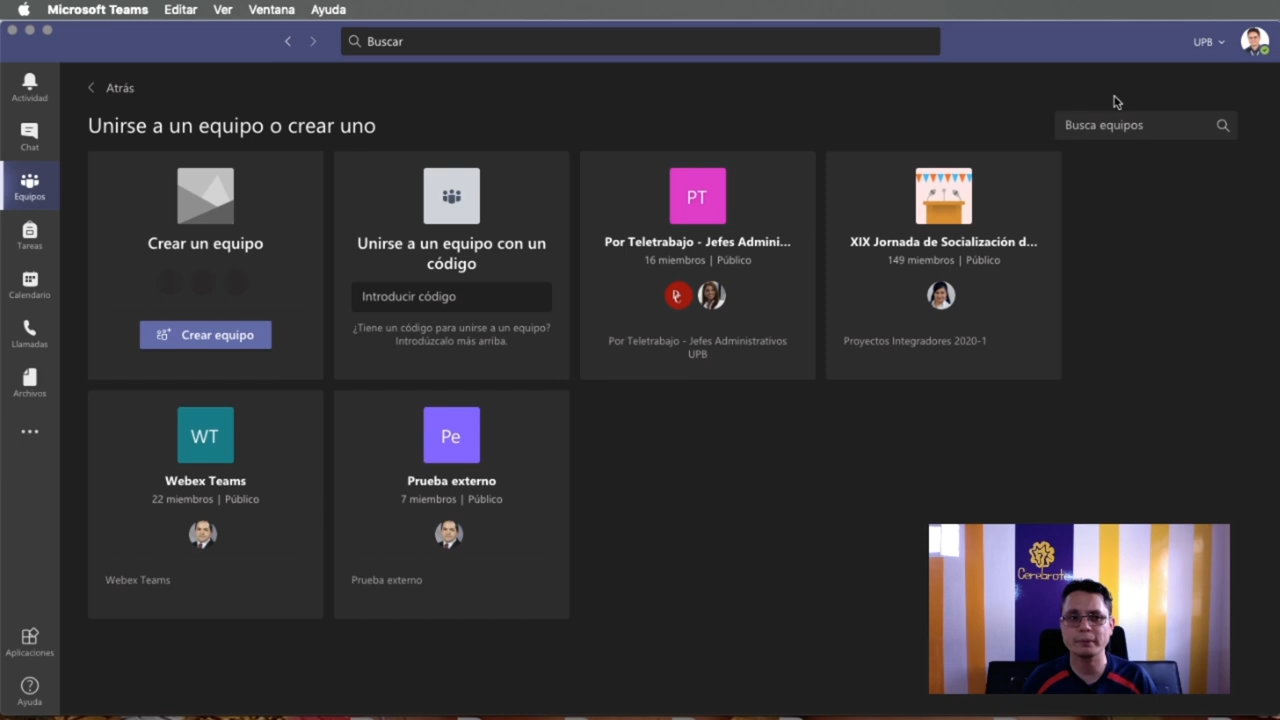 Microsoft Teams Editar Ver Ventana Ayuda
Buscar
UPB
Actividad
Chat
Equipos
Tareas
Calendario
Llamadas
Archivos
Aplicaciones
Ayuda
Atrás
Unirse a un equipo o crear uno
Busca equipos
Crear un equipo
Crear equipo
Unirse a un equipo con un
código
Introducir código
¿Tiene un código para unirse a un equipo?
Introdúzcalo más arriba.
PT
Por Teletrabajo - Jefes Admini...
16 miembros | Público
Por Teletrabajo - Jefes Administrativos
UPB
XIX Jornada de Socialización d...
149 miembros | Público
Proyectos Integradores 2020-1
WT
Webex Teams
22 miembros | Público
Webex Teams
Pe
Prueba externo
7 miembros | Público
Prueba externo